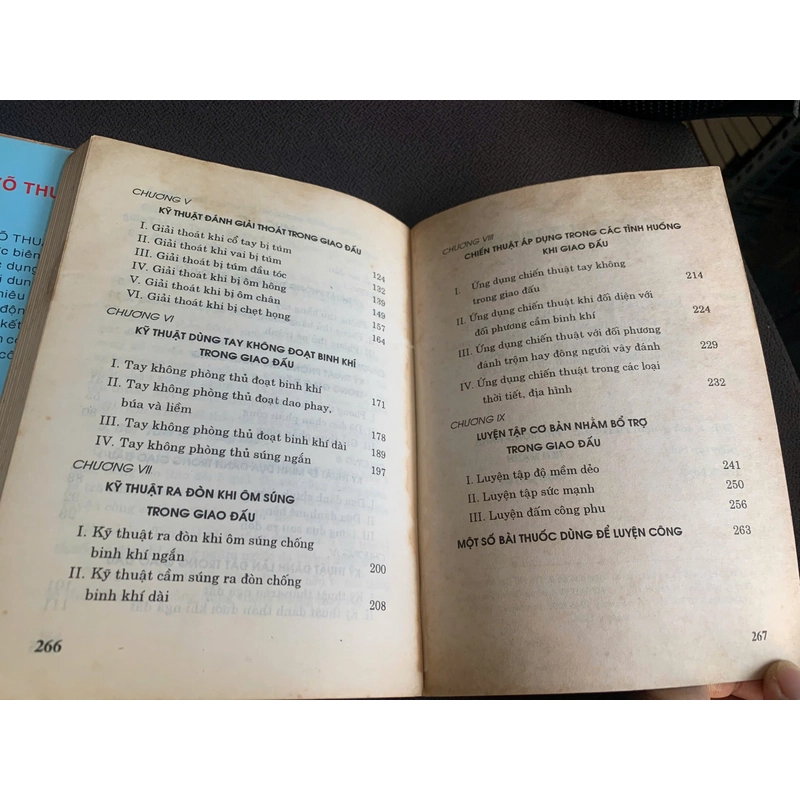 CHƯƠNG V
KỸ THUẬT ĐÁNH GIẢI THOÁT TRONG GIAO ĐẤU
I. Giải thoát khi cổ tay bị túm 124
II. Giải thoát khi vai bị túm 132
III. Giải thoát bị túm đầu tóc 139
IV. Giải thoát khi bị ôm hông 149
V. Giải thoát khi bị ôm chân 157
VI. Giải thoát khi bị chẹt họng 164
CHƯƠNG VI
KỸ THUẬT DÙNG TAY KHÔNG ĐOẠT BINH KHÍ
TRONG GIAO ĐẤU
I. Tay không phòng thủ đoạt binh khí 171
II. Tay không phòng thủ đoạt dao phay,
búa và liềm 178
III. Tay không phòng thủ đoạt binh khí dài 189
IV. Tay không phòng thủ súng ngắn 197
CHƯƠNG VII
KỸ THUẬT RA ĐÒN KHI ÔM SÚNG
TRONG GIAO ĐẤU
I. Kỹ thuật ra đòn khi ôm súng chống
binh khí ngắn 200
II. Kỹ thuật cầm súng ra đòn chống
binh khí dài 208
266
CHƯƠNG VIII
CHIẾN THUẬT ÁP DỤNG TRONG CÁC TÌNH HUỐNG
KHI GIAO ĐẤU
I. Ứng dụng chiến thuật tay không
trong giao đấu 214
II. Ứng dụng chiến thuật khi đối diện với
đối phương cầm binh khí 224
III. Ứng dụng chiến thuật với đối phương
đánh trộm hay đông người vây đánh 229
IV. Ứng dụng chiến thuật trong các loại
thời tiết, địa hình 232
CHƯƠNG IX
LUYỆN TẬP CƠ BẢN NHẰM BỔ TRỢ
TRONG GIAO ĐẤU
I. Luyện tập độ mềm dẻo 241
II. Luyện tập sức mạnh 250
III. Luyện đấm công phu 256
MỘT SỐ BÀI THUỐC DÙNG ĐỂ LUYỆN CÔNG 263
267